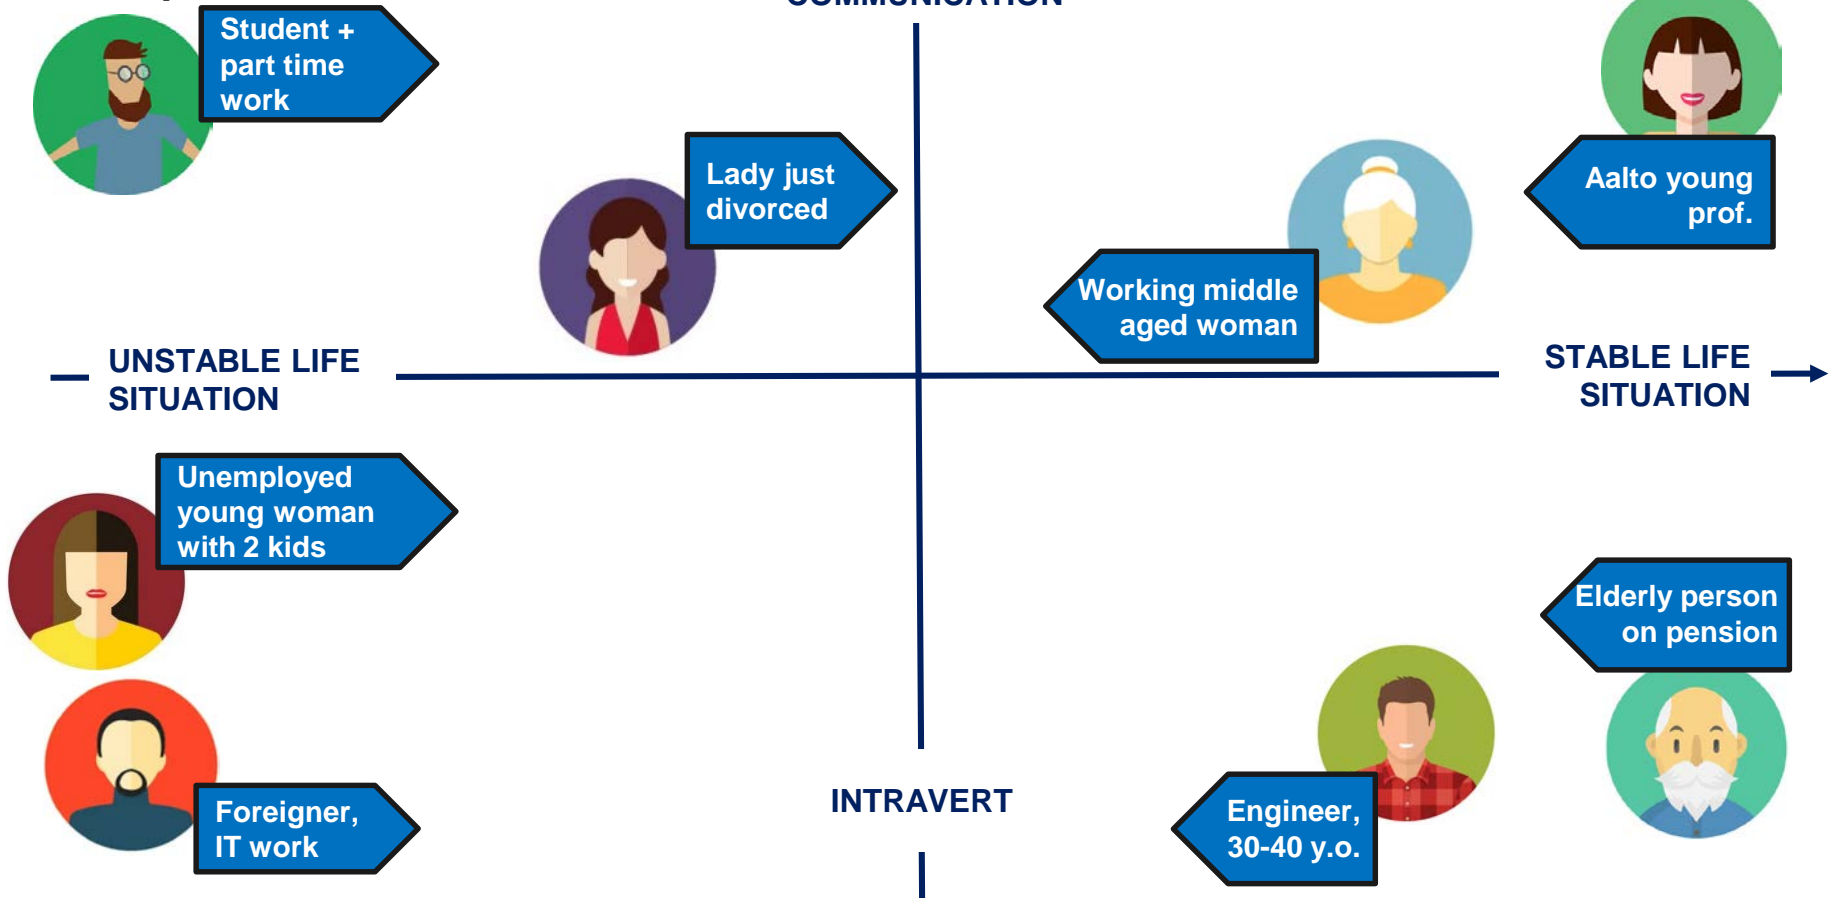 COMMUNICATION
Student +
part time
work
Lady just
divorced
Aalto young
prof.
Working middle
aged woman
UNSTABLE LIFE
SITUATION
STABLE LIFE
SITUATION
Unemployed
young woman
with 2 kids
Elderly person
on pension
Foreigner,
IT work
INTRAVERT
Engineer,
30-40 y.o.